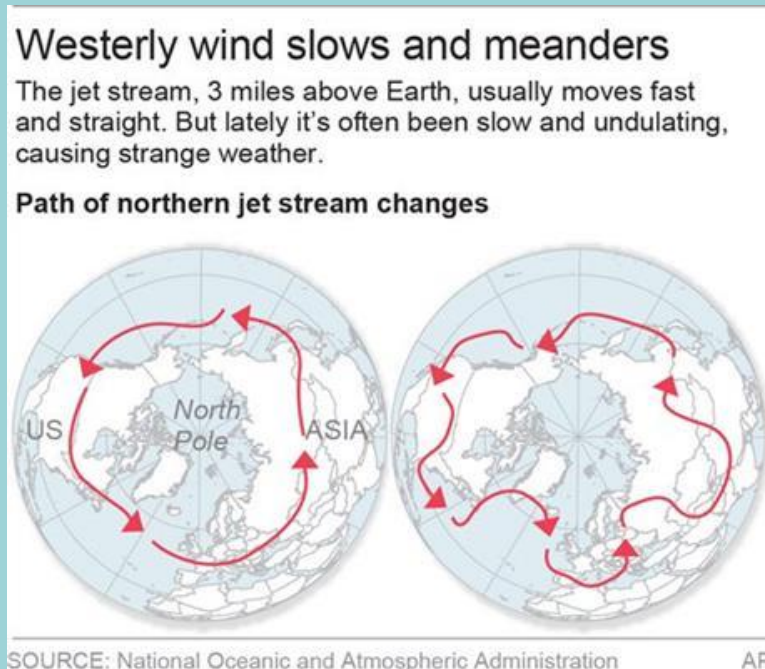 Westerly wind slows and meanders
The jet stream, 3 miles above Earth, usually moves fast
and straight. But lately it's often been slow and undulating,
causing strange weather.
Path of northern jet stream changes
US
North
Pole
ASIA
SOURCE: National Oceanic and Atmospheric Administration